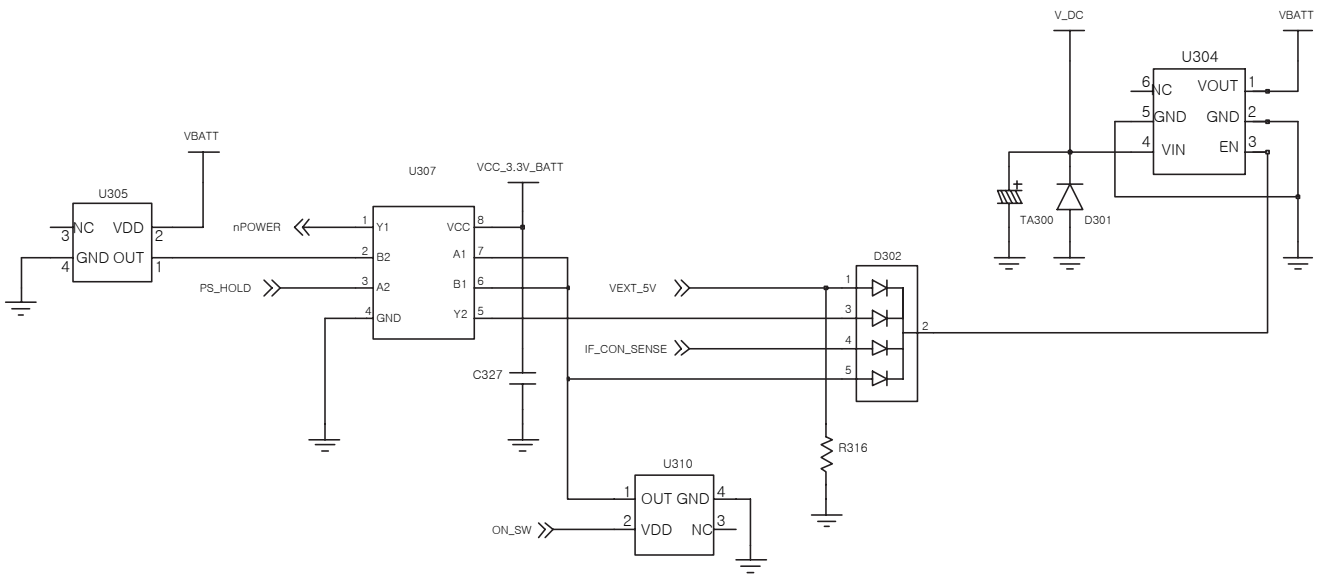 V_DC
VBATT
U304
6 NC VOUT 1
5 GND GND 2
4 VIN EN 3
TA300
D301
VBATT
U305
3 NC VDD 2
4 GND OUT 1
U307
VCC_3.3V_BATT
nPOWER
1 Y1 VCC 8
2 B2 A1 7
PS_HOLD
3 A2 B1 6
4 GND Y2 5
C327
D302
VEXT_5V
1
3
IF_CON_SENSE
4
5
2
R316
U310
1 OUT GND 4
ON_SW
2 VDD NC 3
+